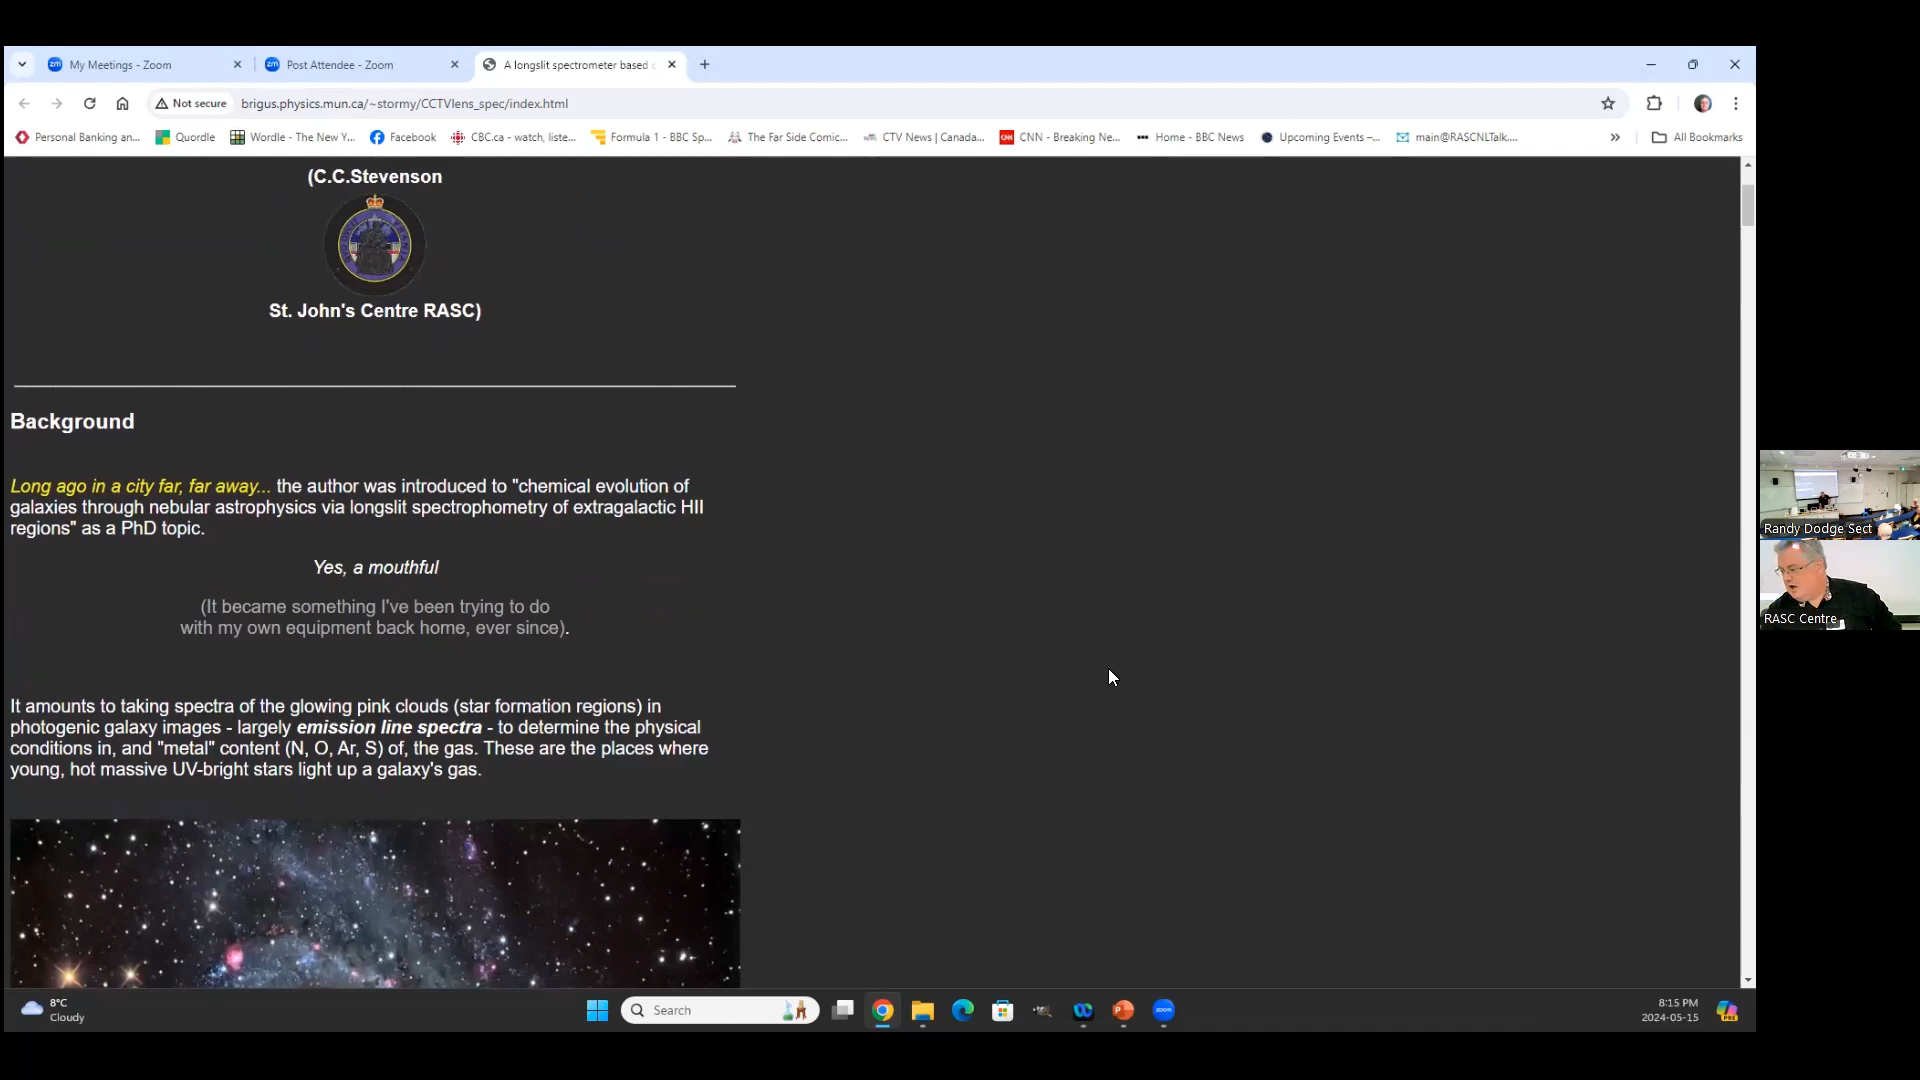 My Meetings - Zoom
Post Attendee - Zoom
A longslit spectrometer based
Not secure
brigus.physics.mun.ca/~stormy/CCTVlens_spec/index.html
Personal Banking an...
Quordle
Wordle - The New Y...
Facebook
CBC.ca - watch, liste...
Formula 1 - BBC Sp...
The Far Side Comic...
CTV News | Canada...
CNN - Breaking Ne...
Home - BBC News
Upcoming Events –...
main@RASCNLTalk....
All Bookmarks
(C.C.Stevenson
St. John's Centre RASC)
Background
Long ago in a city far, far away... the author was introduced to "chemical evolution of
galaxies through nebular astrophysics via longslit spectrophometry of extragalactic HII
regions" as a PhD topic.
Yes, a mouthful
(It became something I've been trying to do
with my own equipment back home, ever since).
It amounts to taking spectra of the glowing pink clouds (star formation regions) in
photogenic galaxy images - largely emission line spectra - to determine the physical
conditions in, and "metal" content (N, O, Ar, S) of, the gas. These are the places where
young, hot massive UV-bright stars light up a galaxy's gas.
Randy Dodge Sect
RASC Centre
8°C
Cloudy
Search
8:15 PM
2024-05-15